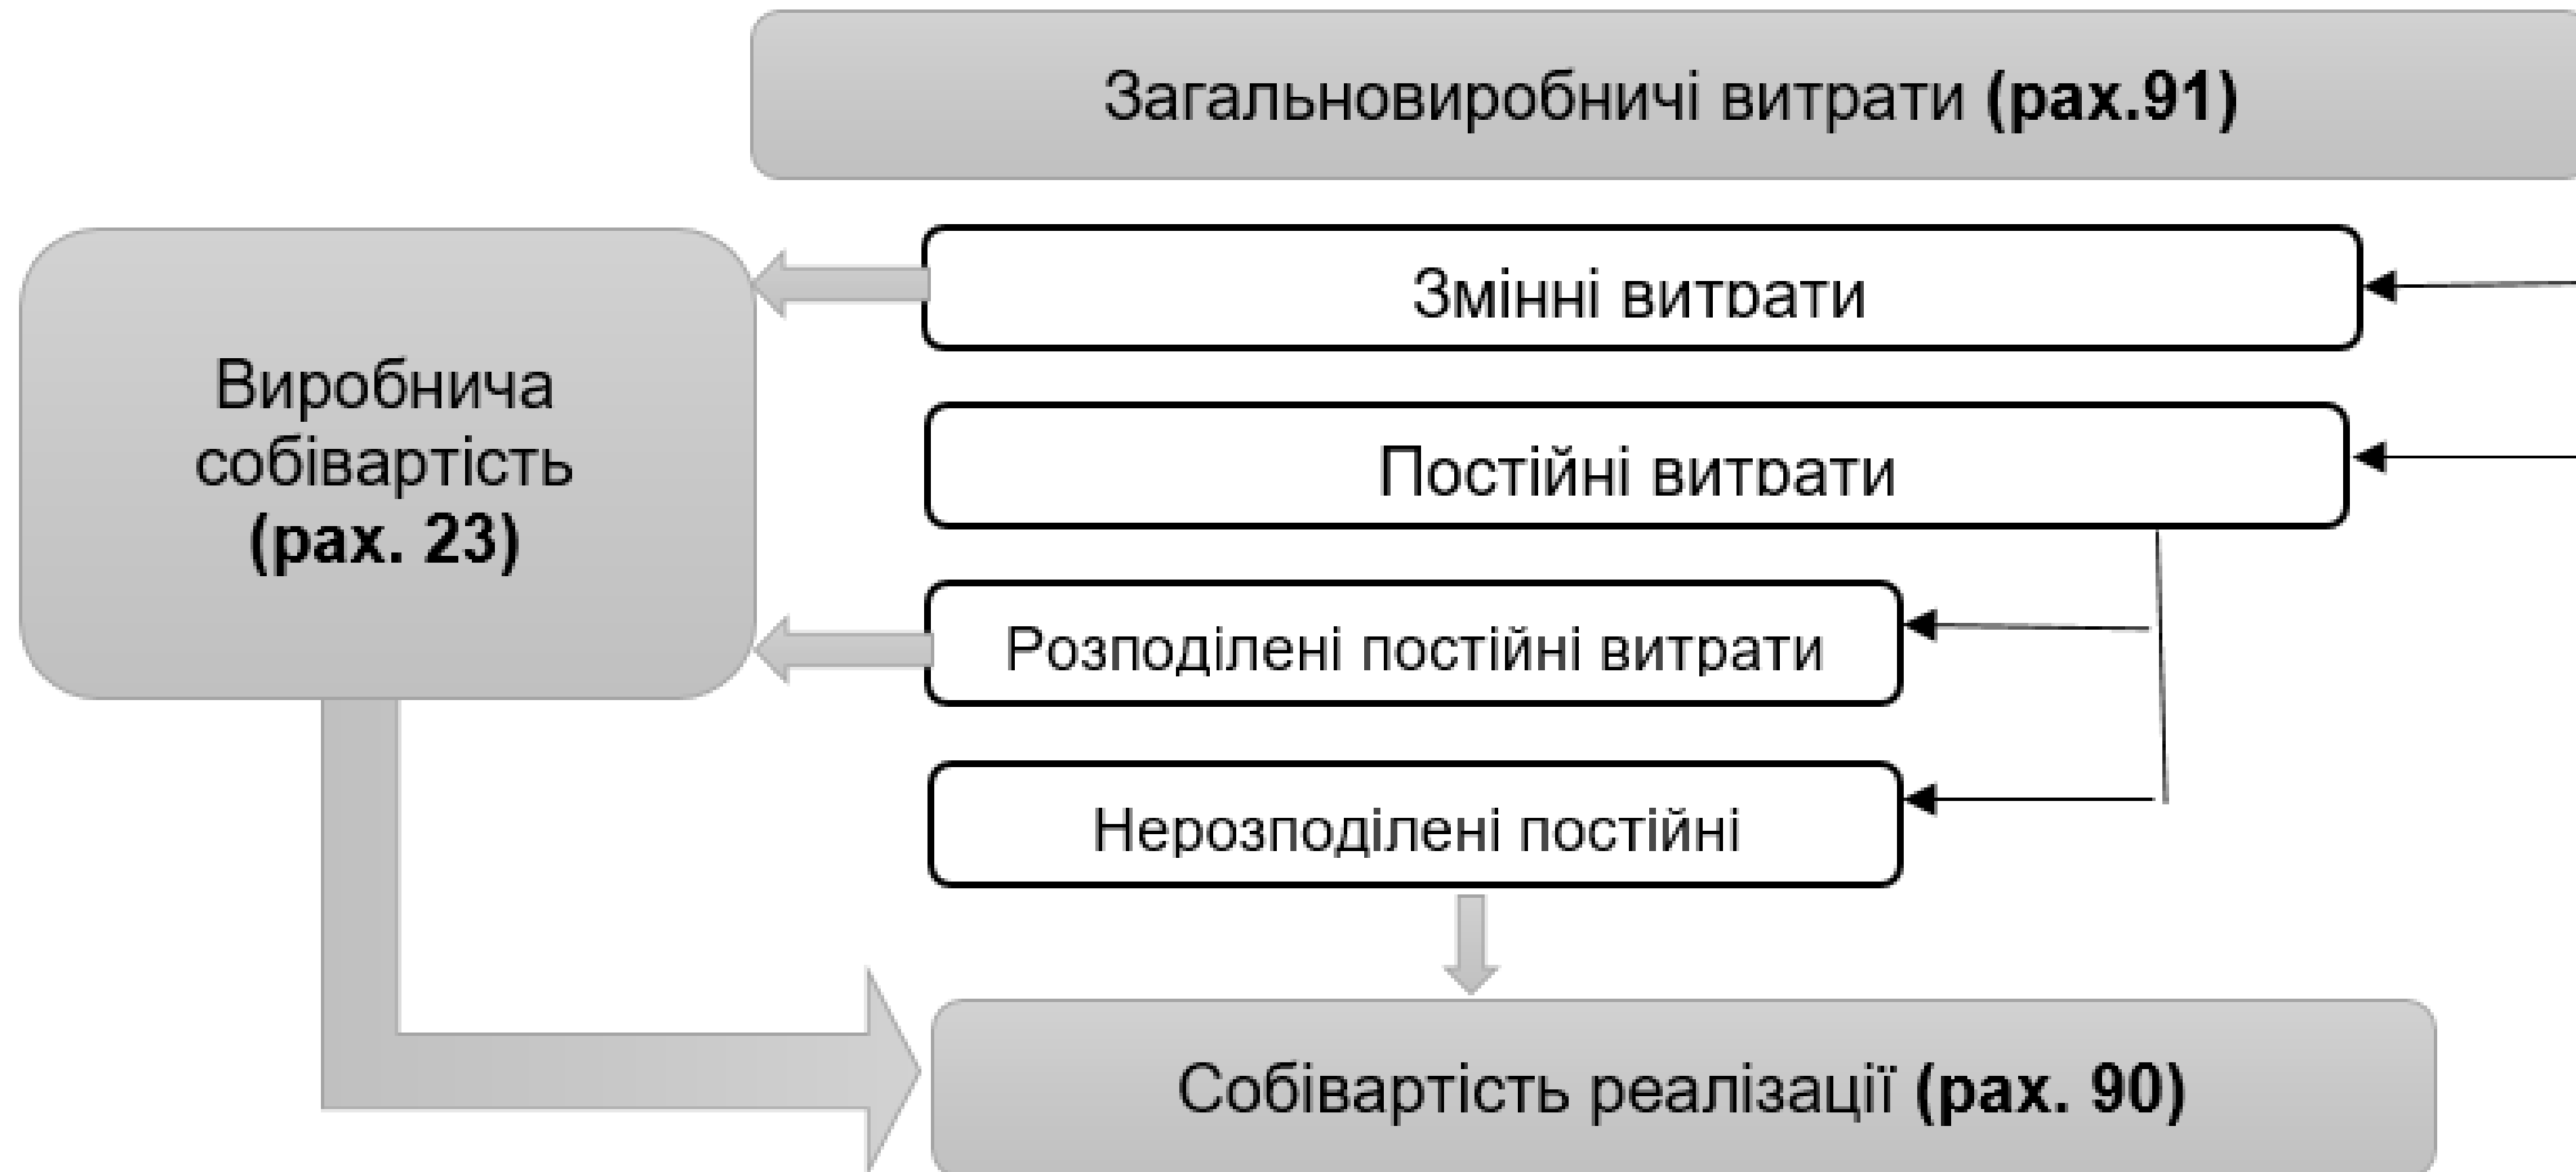 Загальновиробничі витрати (рах.91)
Змінні витрати
Виробнича
собівартість
(рах. 23)
Постійні витрати
Розподілені постійні витрати
Нерозподілені постійні
Собівартість реалізації (рах. 90)